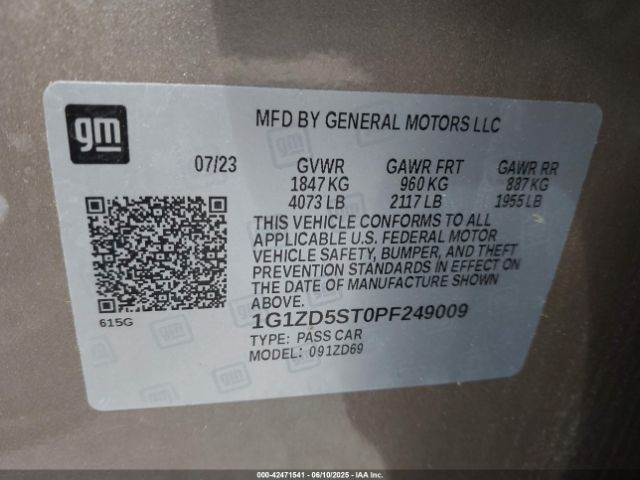 gm
MFD BY GENERAL MOTORS LLC
07/23 GVWR GAWR FRT GAWR RR
1847 KG 960 KG 887 KG
4073 LB 2117 LB 1955 LB
THIS VEHICLE CONFORMS TO ALL
APPLICABLE U.S. FEDERAL MOTOR
VEHICLE SAFETY, BUMPER, AND THEFT
PREVENTION STANDARDS IN EFFECT ON
THE DATE OF MANUFACTURE SHOWN
ABOVE.
615G
1G1ZD5ST0PF249009
TYPE: PASS CAR
MODEL: 091ZD69
000-42471541 - 06/10/2025 - IAA Inc.